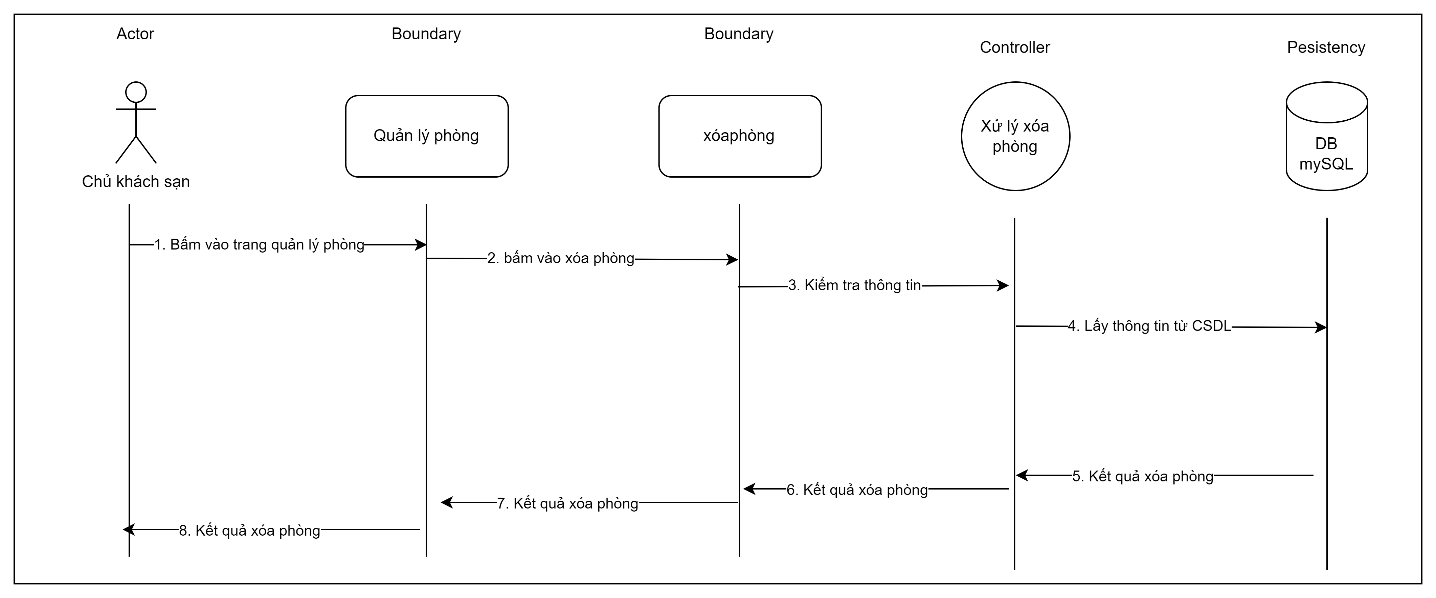 Actor
Boundary
Boundary
Controller
Pesistency
Quản lý phòng
xóaphòng
Xứ lý xóa
phòng
DB
mySQL
Chủ khách sạn
1. Bấm vào trang quản lý phòng
2. bấm vào xóa phòng
3. Kiếm tra thông tin
4. Lấy thông tin từ CSDL
5. Kết quả xóa phòng
6. Kết quả xóa phòng
7. Kết quả xóa phòng
8. Kết quả xóa phòng